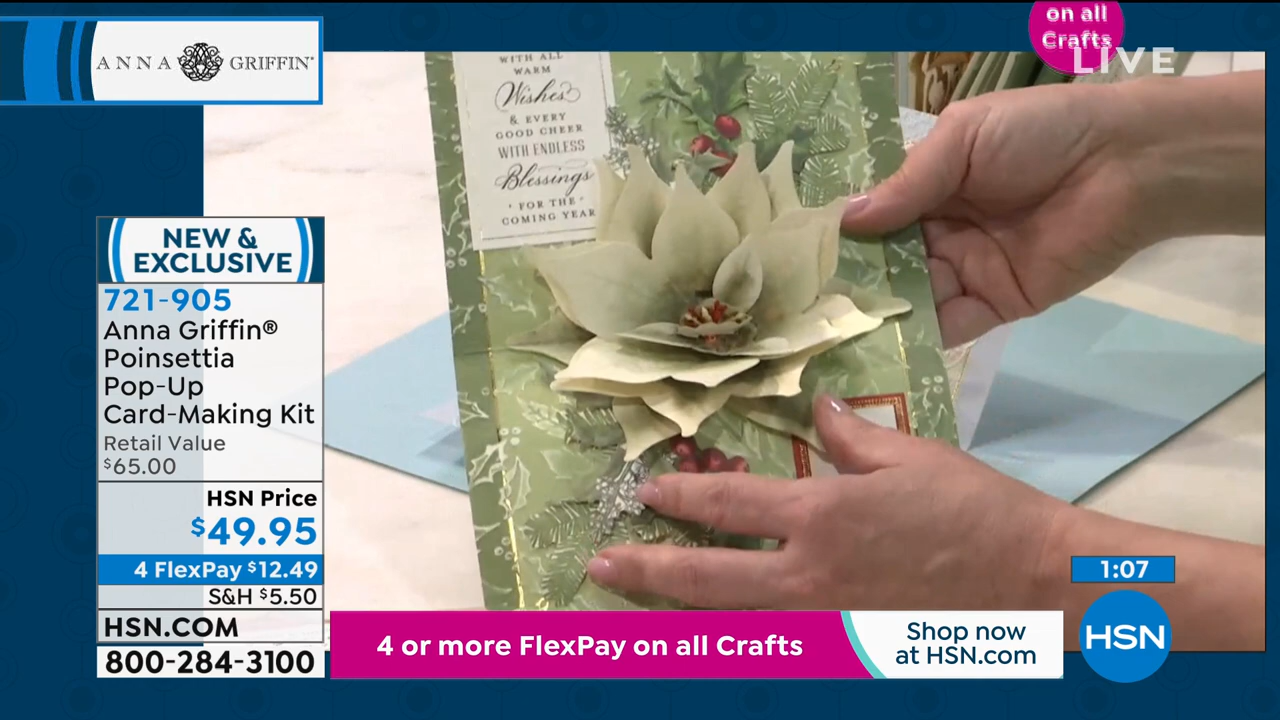 ANNA GRIFFIN®
on all
Crafts
LIVE
WITH ALL
WARM
Wishes
& EVERY
GOOD CHEER
WITH ENDLESS
Blessings
• FOR THE •
COMING YEAR
NEW &
EXCLUSIVE
721-905
Anna Griffin®
Poinsettia
Pop-Up
Card-Making Kit
Retail Value
$65.00
HSN Price
$49.95
4 FlexPay $12.49
S&H $5.50
HSN.COM
800-284-3100
4 or more FlexPay on all Crafts
Shop now
at HSN.com
1:07
HSN